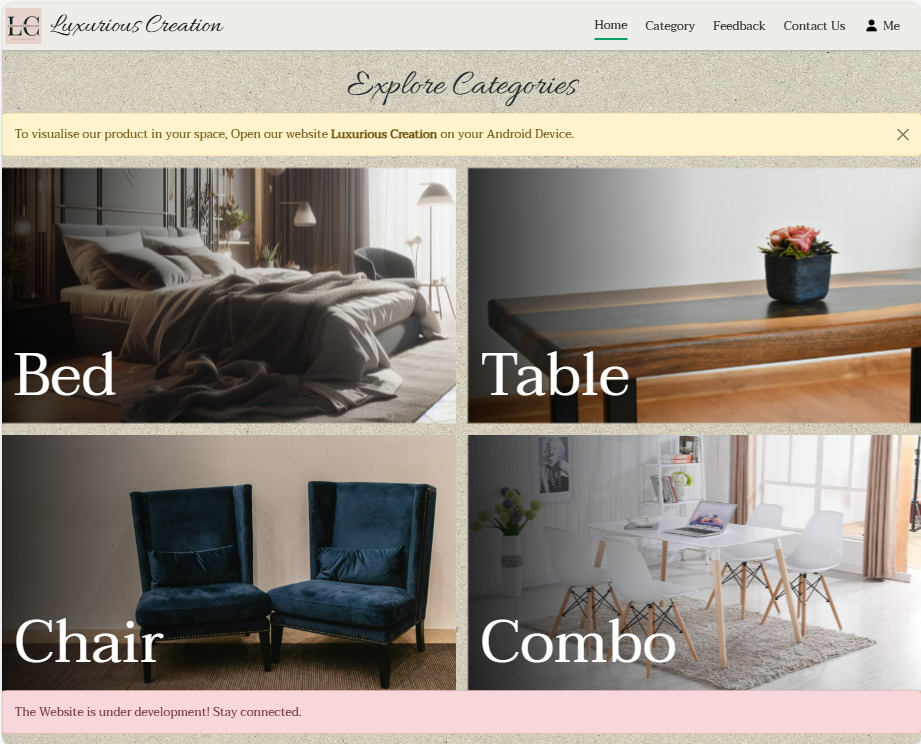 LC Luxurious Creation Home Category Feedback Contact Us Me
Explore Categories
To visualise our product in your space, Open our website Luxurious Creation on your Android Device.
Bed
Table
Chair
Combo
The Website is under development! Stay connected.